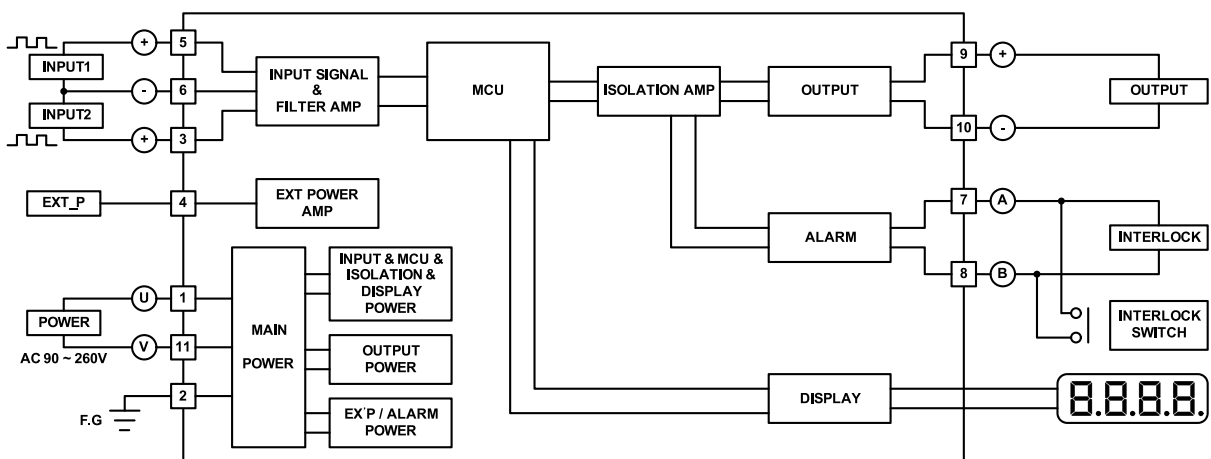 +
5
INPUT1
-
6
INPUT2
+
3
INPUT SIGNAL
&
FILTER AMP
MCU
ISOLATION AMP
OUTPUT
9
+
10
-
OUTPUT
EXT_P
4
EXT POWER
AMP
ALARM
7
A
8
B
INTERLOCK
INTERLOCK
SWITCH
U
1
POWER
V
11
AC 90 ~ 260V
2
F.G
MAIN
POWER
INPUT & MCU &
ISOLATION &
DISPLAY
POWER
OUTPUT
POWER
EX'P / ALARM
POWER
DISPLAY
8.8.8.8.